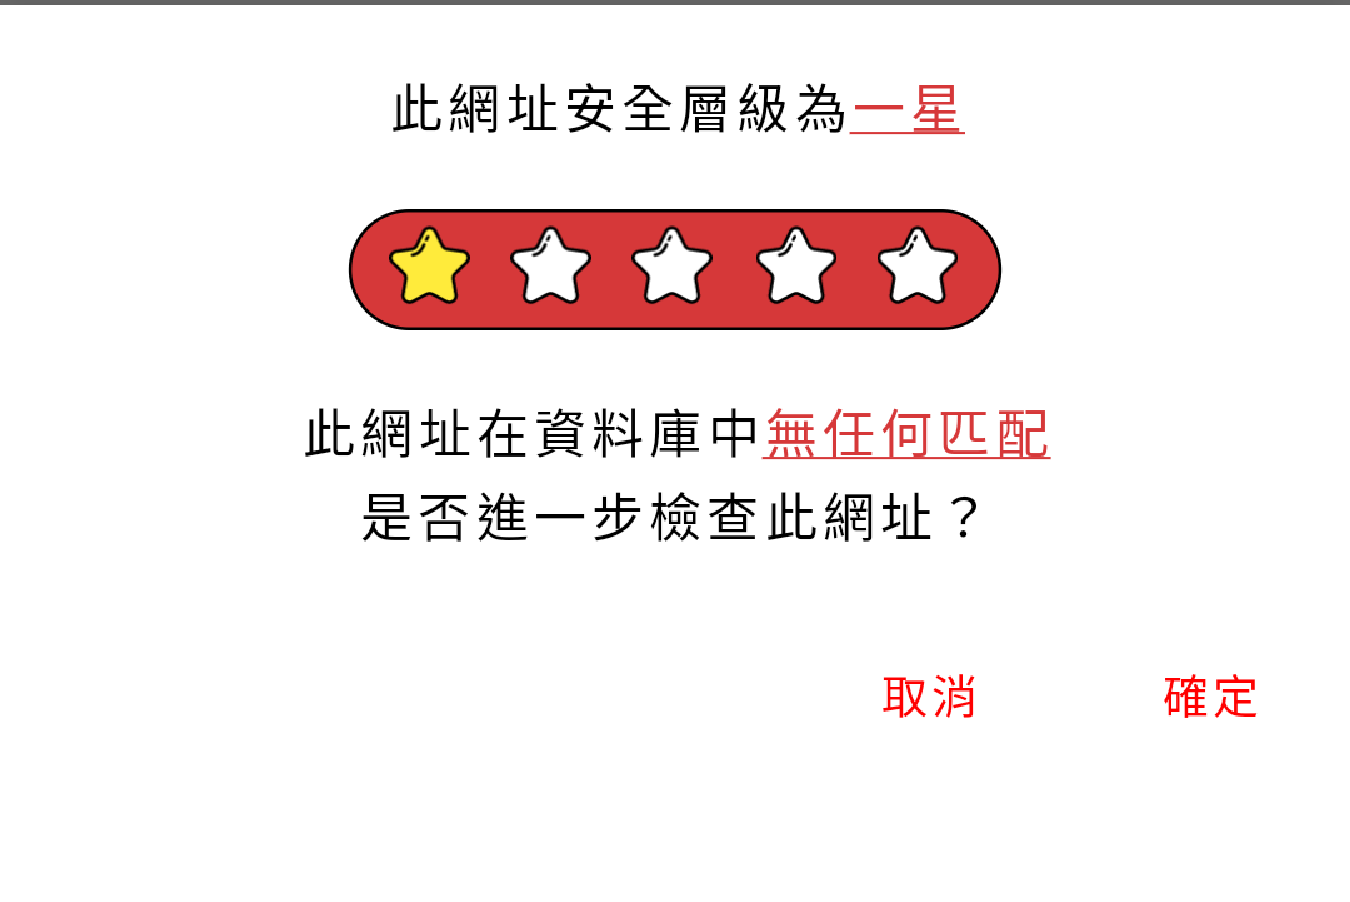 此網址安全層級為一星
此網址在資料庫中無任何匹配
是否進一步檢查此網址？
取消
確定